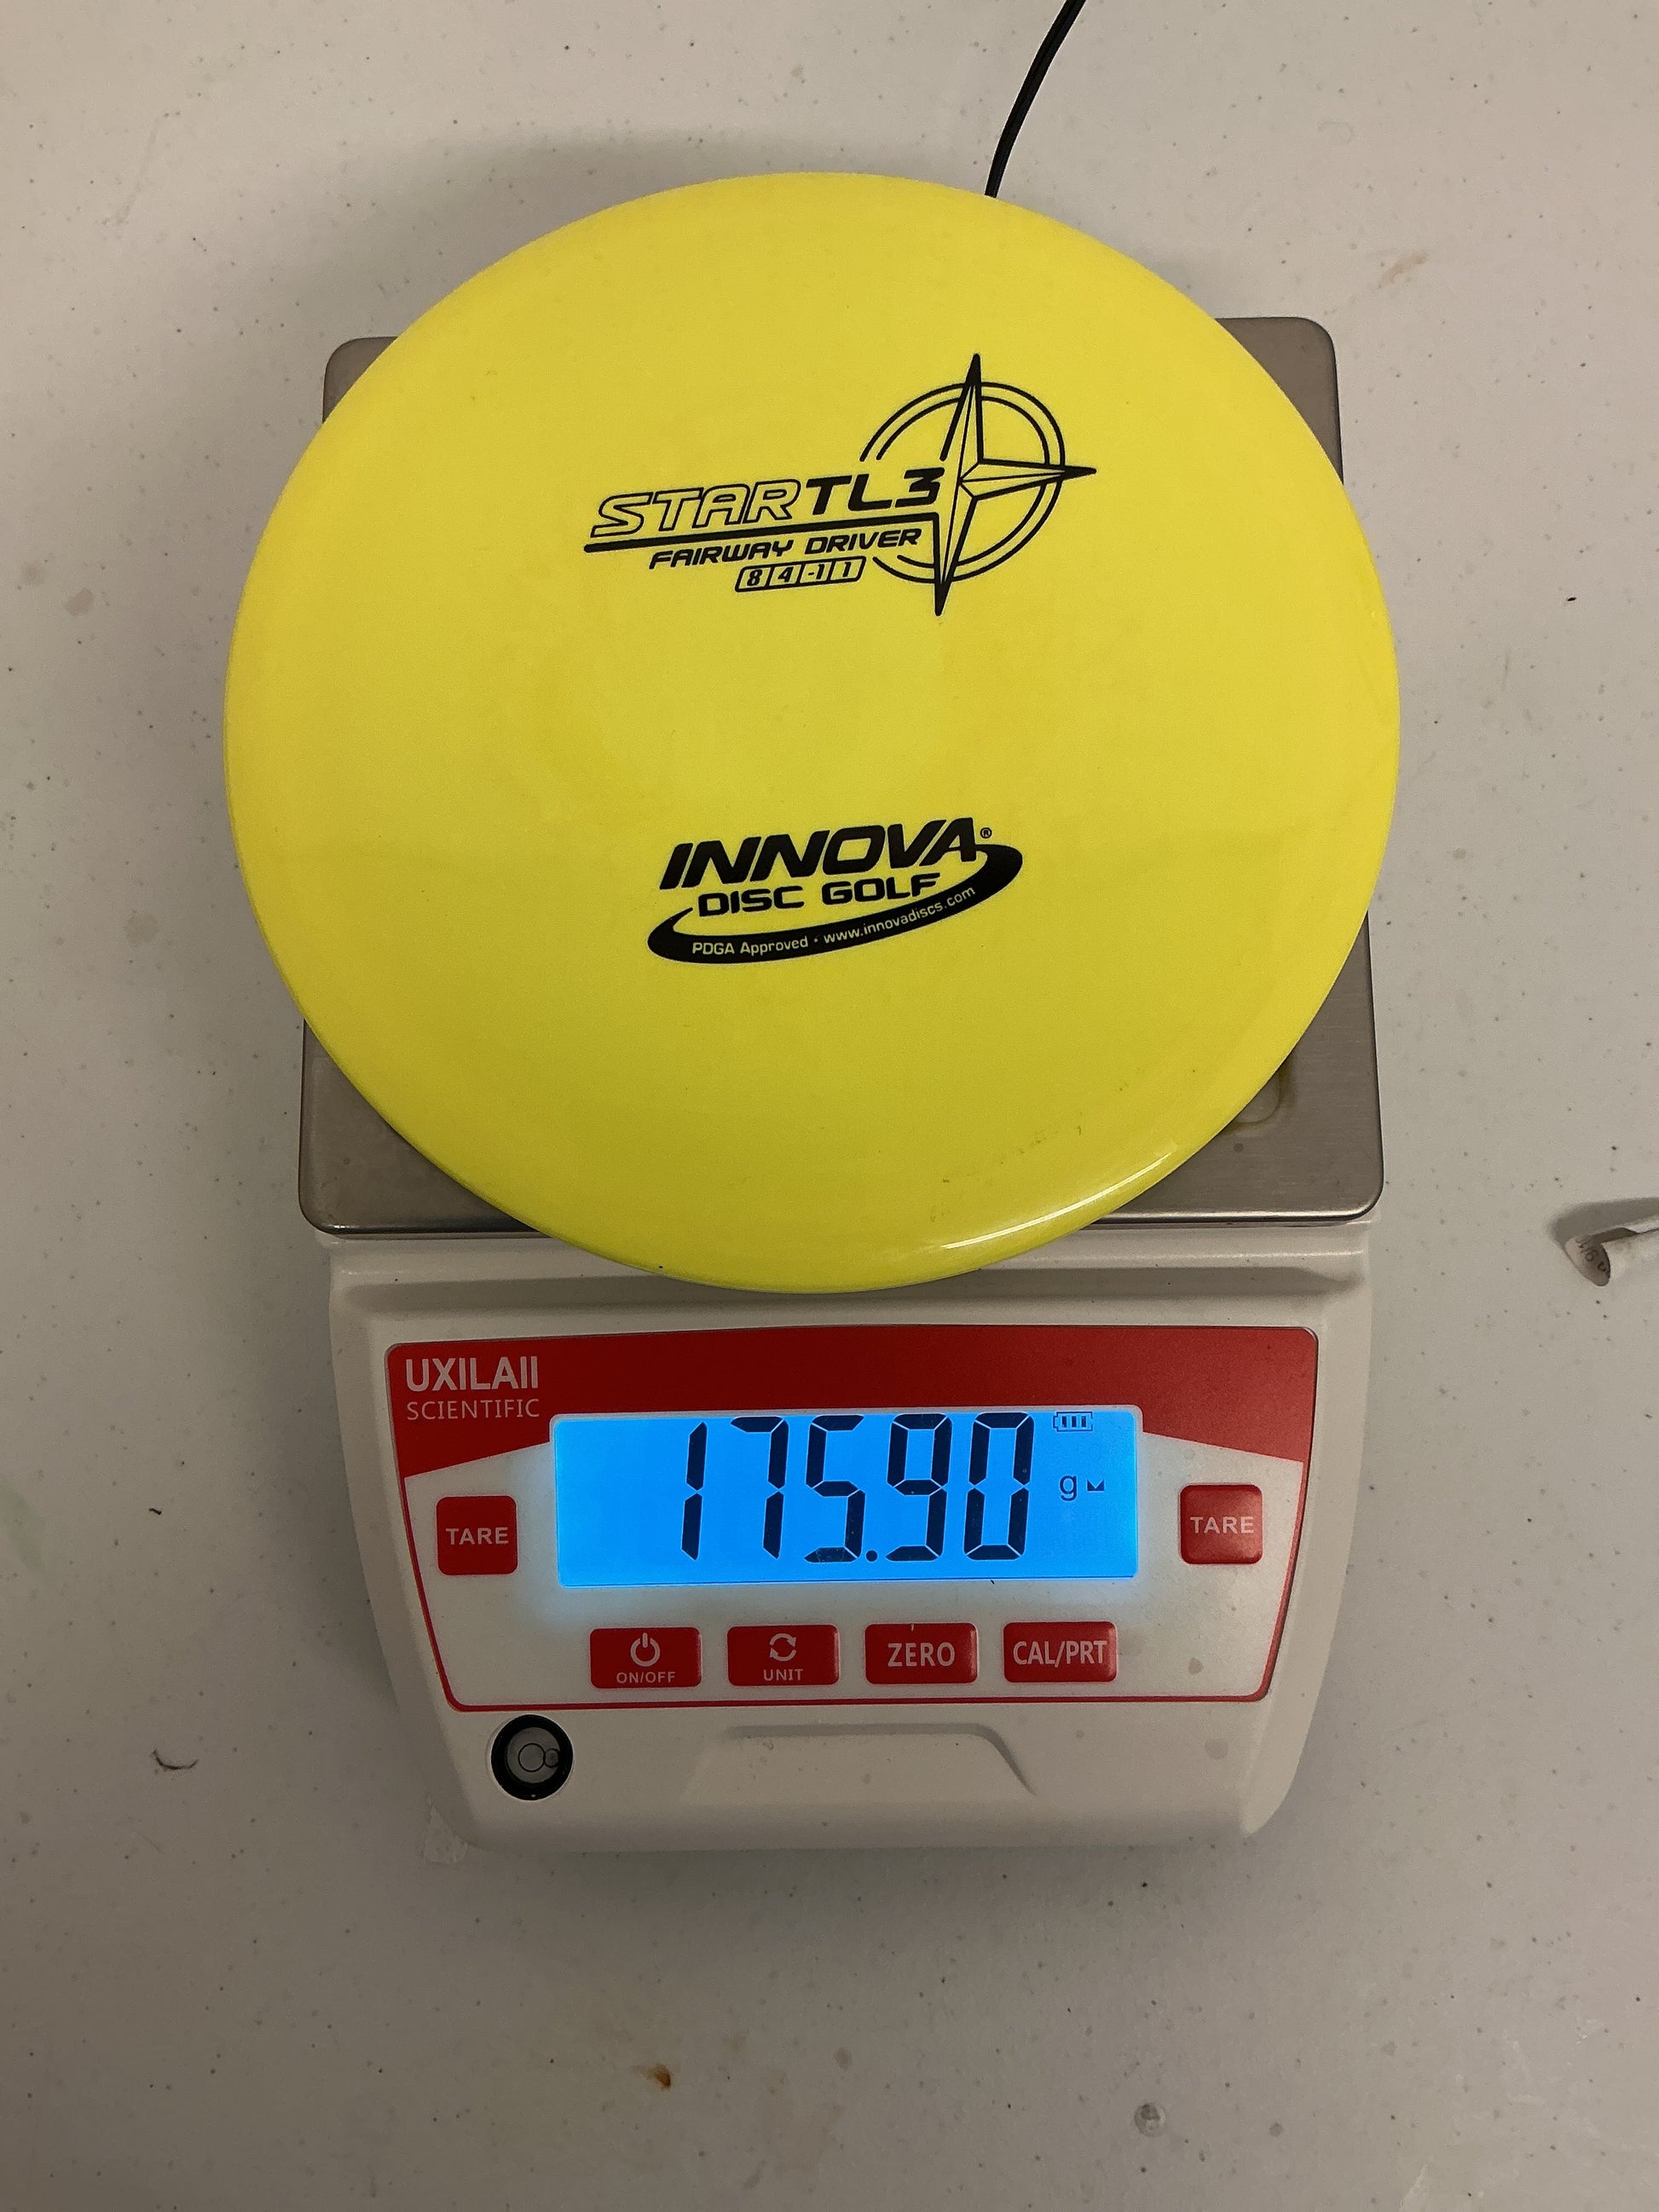 STAR TL3
FAIRWAY DRIVER
8 4 -1 1
INNOVA®
DISC GOLF
PDGA Approved • www.innovadiscs.com
UXILAII
SCIENTIFIC
175.90 g
TARE
TARE
ON/OFF
UNIT
ZERO
CAL/PRT